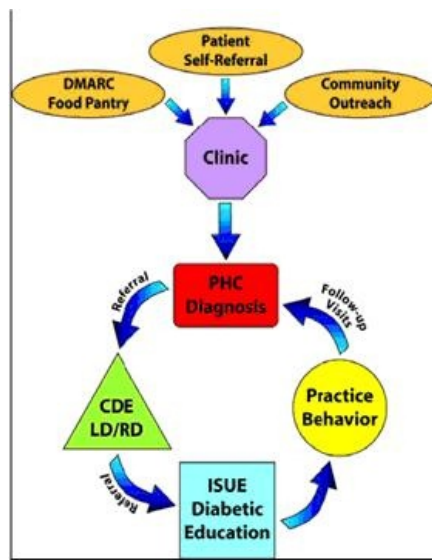 Patient
Self-Referral
DMARC
Food Pantry
Community
Outreach
Clinic
PHC
Diagnosis
Referral
Follow-up
Visits
CDE
LD/RD
Practice
Behavior
Referral
ISUE
Diabetic
Education